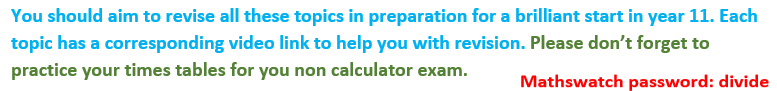 You should aim to revise all these topics in preparation for a brilliant start in year 11. Each
topic has a corresponding video link to help you with revision. Please don’t forget to
practice your times tables for you non calculator exam.
Mathswatch password: divide